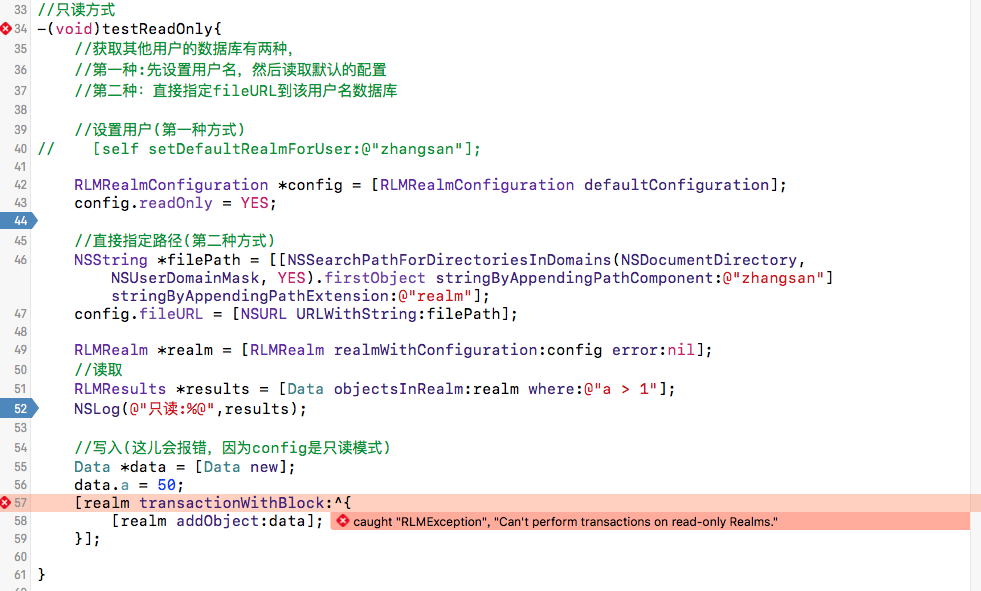 33 //只读方式
34 -(void)testReadOnly{
35 //获取其他用户的数据库有两种,
36 //第一种:先设置用户名, 然后读取默认的配置
37 //第二种: 直接指定fileURL到该用户名数据库
38
39 //设置用户(第一种方式)
40 // [self setDefaultRealmForUser:@"zhangsan"];
41
42 RLMRealmConfiguration *config = [RLMRealmConfiguration defaultConfiguration];
43 config.readOnly = YES;
44
45 //直接指定路径(第二种方式)
46 NSString *filePath = [[NSSearchPathForDirectoriesInDomains(NSDocumentDirectory,
NSUserDomainMask, YES).firstObject stringByAppendingPathComponent:@"zhangsan"]
stringByAppendingPathExtension:@"realm"];
47 config.fileURL = [NSURL URLWithString:filePath];
48
49 RLMRealm *realm = [RLMRealm realmWithConfiguration:config error:nil];
50 //读取
51 RLMResults *results = [Data objectsInRealm:realm where:@"a > 1"];
52 NSLog(@"只读:%@",results);
53
54 //写入(这儿会报错, 因为config是只读模式)
55 Data *data = [Data new];
56 data.a = 50;
57 [realm transactionWithBlock:^{
58 [realm addObject:data]; caught "RLMException", "Can't perform transactions on read-only Realms."
59 }];
60
61 }